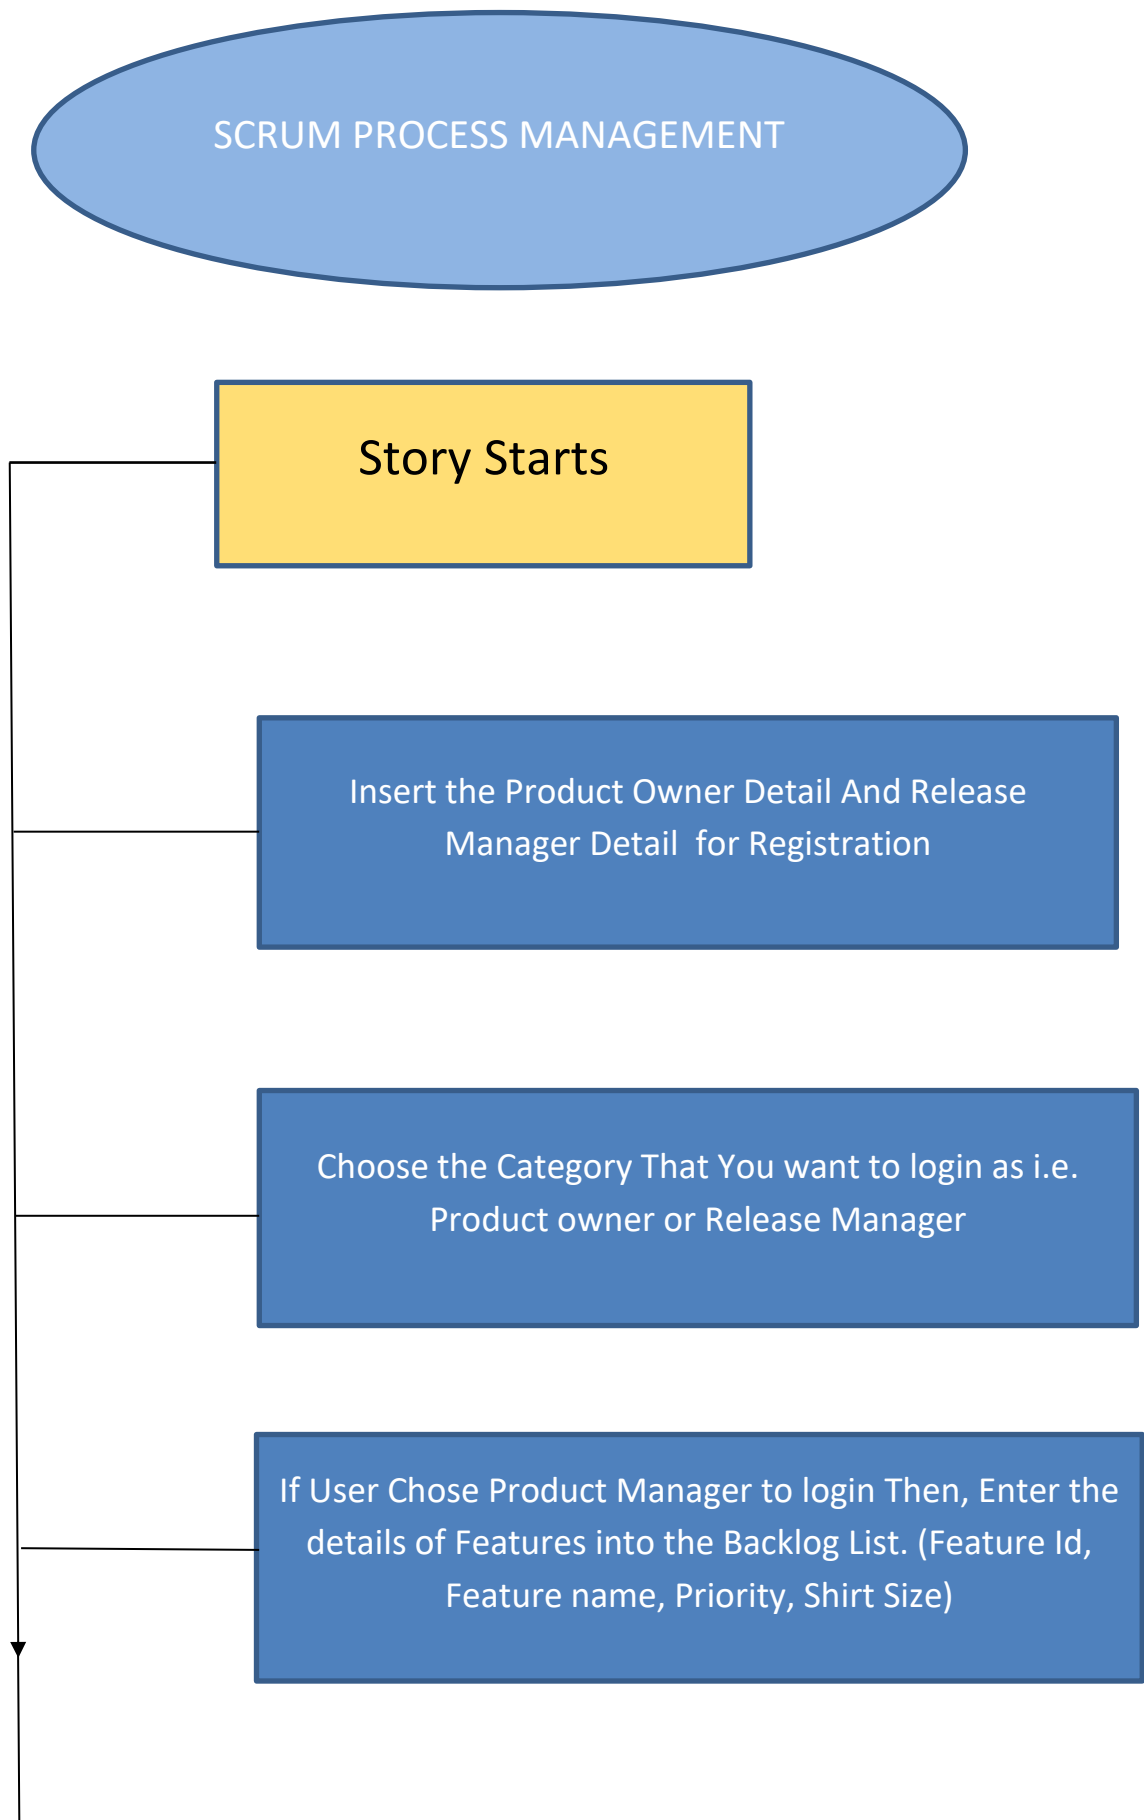 SCRUM PROCESS MANAGEMENT
Story Starts
Insert the Product Owner Detail And Release
Manager Detail  for Registration
Choose the Category That You want to login as i.e.
Product owner or Release Manager
If User Chose Product Manager to login Then, Enter the
details of Features into the Backlog List. (Feature Id,
Feature name, Priority, Shirt Size)